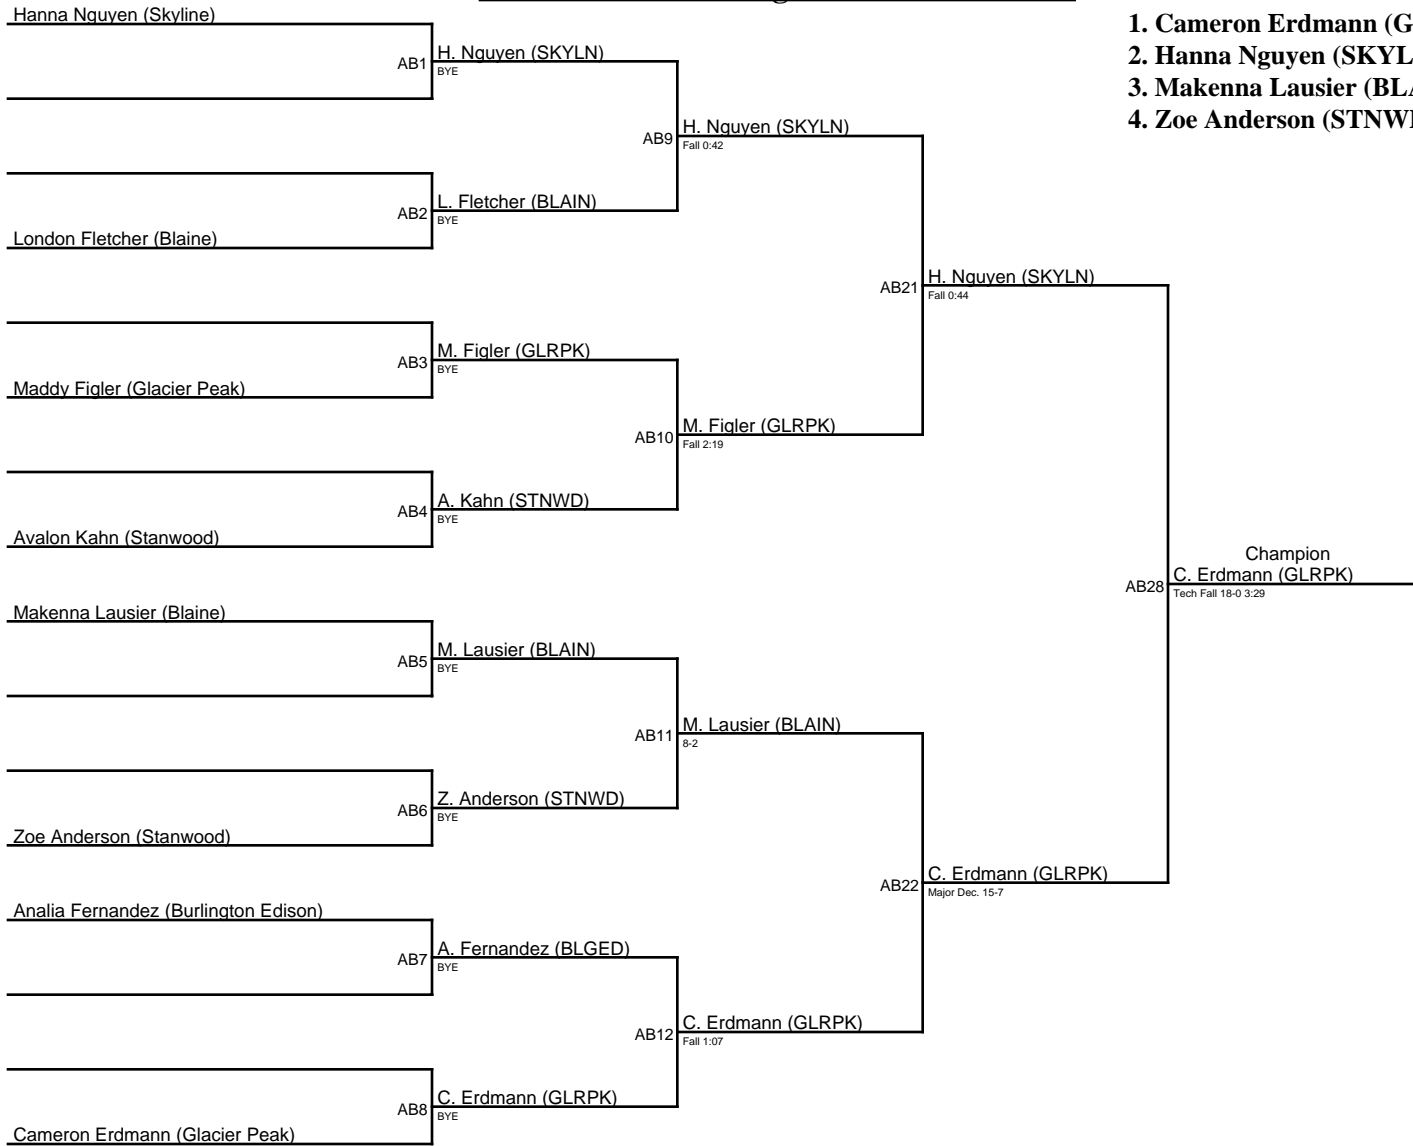 Hanna Nguyen (Skyline)
1. Cameron Erdmann (G
2. Hanna Nguyen (SKYL
3. Makenna Lausier (BLA
4. Zoe Anderson (STNWD
AB1
H. Nguyen (SKYLN)
BYE
AB9
H. Nguyen (SKYLN)
Fall 0:42
AB2
L. Fletcher (BLAIN)
BYE
London Fletcher (Blaine)
AB21
H. Nguyen (SKYLN)
Fall 0:44
AB3
M. Figler (GLRPK)
BYE
Maddy Figler (Glacier Peak)
AB10
M. Figler (GLRPK)
Fall 2:19
AB4
A. Kahn (STNWD)
BYE
Avalon Kahn (Stanwood)
Champion
AB28
C. Erdmann (GLRPK)
Tech Fall 18-0 3:29
Makenna Lausier (Blaine)
AB5
M. Lausier (BLAIN)
BYE
AB11
M. Lausier (BLAIN)
8-2
AB6
Z. Anderson (STNWD)
BYE
Zoe Anderson (Stanwood)
AB22
C. Erdmann (GLRPK)
Major Dec. 15-7
Analia Fernandez (Burlington Edison)
AB7
A. Fernandez (BLGED)
BYE
AB12
C. Erdmann (GLRPK)
Fall 1:07
AB8
C. Erdmann (GLRPK)
BYE
Cameron Erdmann (Glacier Peak)